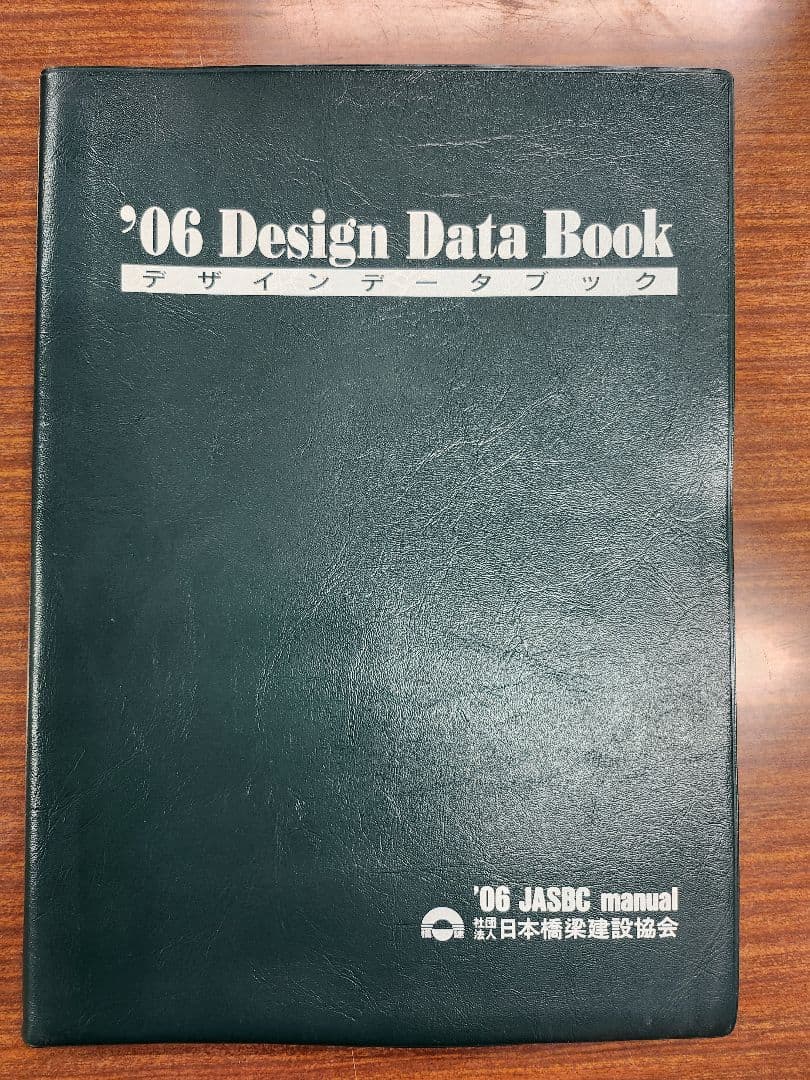 ’06 Design Data Book
デザインデータブック
’06 JASBC manual
社団法人日本橋梁建設協会